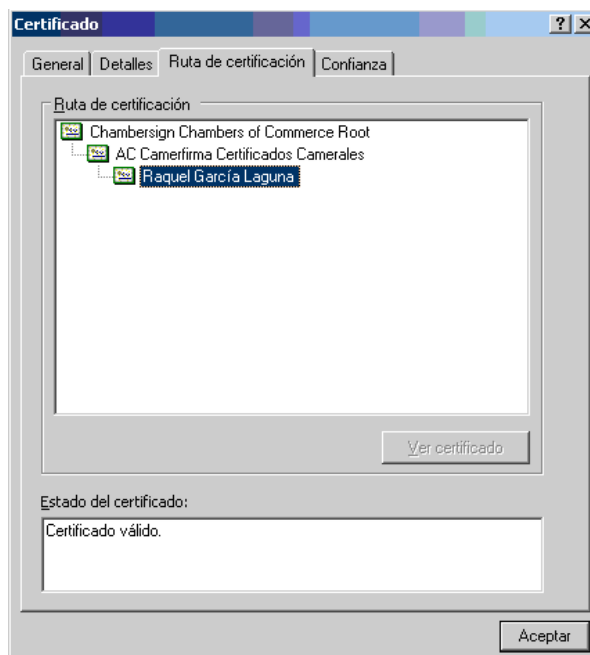 Certificado
General Detalles Ruta de certificación Confianza
Ruta de certificación
Chambersign Chambers of Commerce Root
AC Camerfirma Certificados Camerales
Raquel García Laguna
Ver certificado
Estado del certificado:
Certificado válido.
Aceptar